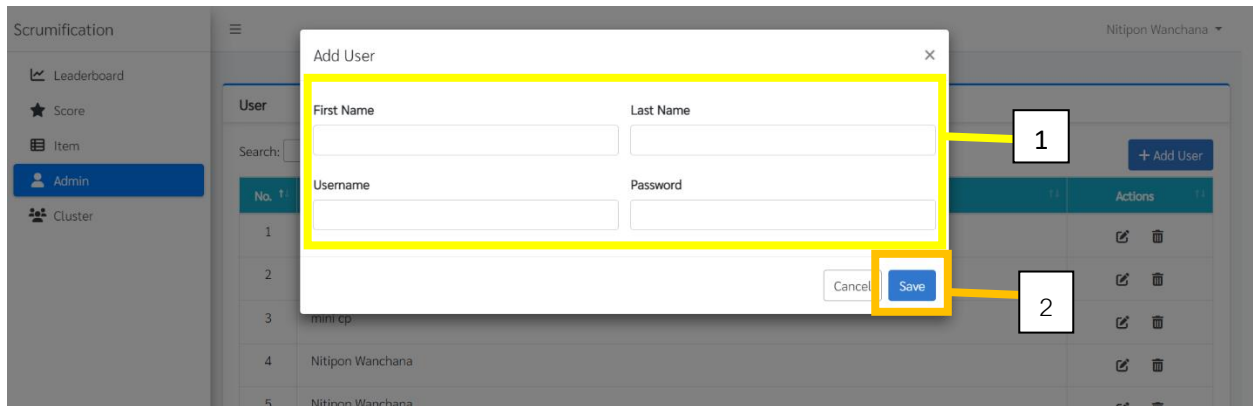 Scrumification
Nitipon Wanchana
Add User
×
Leaderboard
Score
Item
Admin
Cluster
User
Search:
+ Add User
First Name
Last Name
Username
Password
1
No.
Actions
1
2
Cancel
Save
2
3
mini cp
4
Nitipon Wanchana
5
Nitipon Wanchana